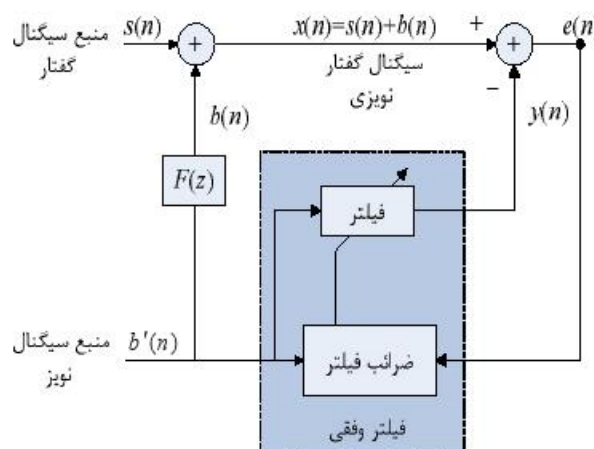 منبع سیگنال
گفتار
s(n)
+
x(n)=s(n)+b(n)
سیگنال گفتار
نویزی
+
+
−
e(n
b(n)
y(n)
F(z)
فیلتر
منبع سیگنال
نویز
b'(n)
ضرائب فیلتر
فیلتر وفقی